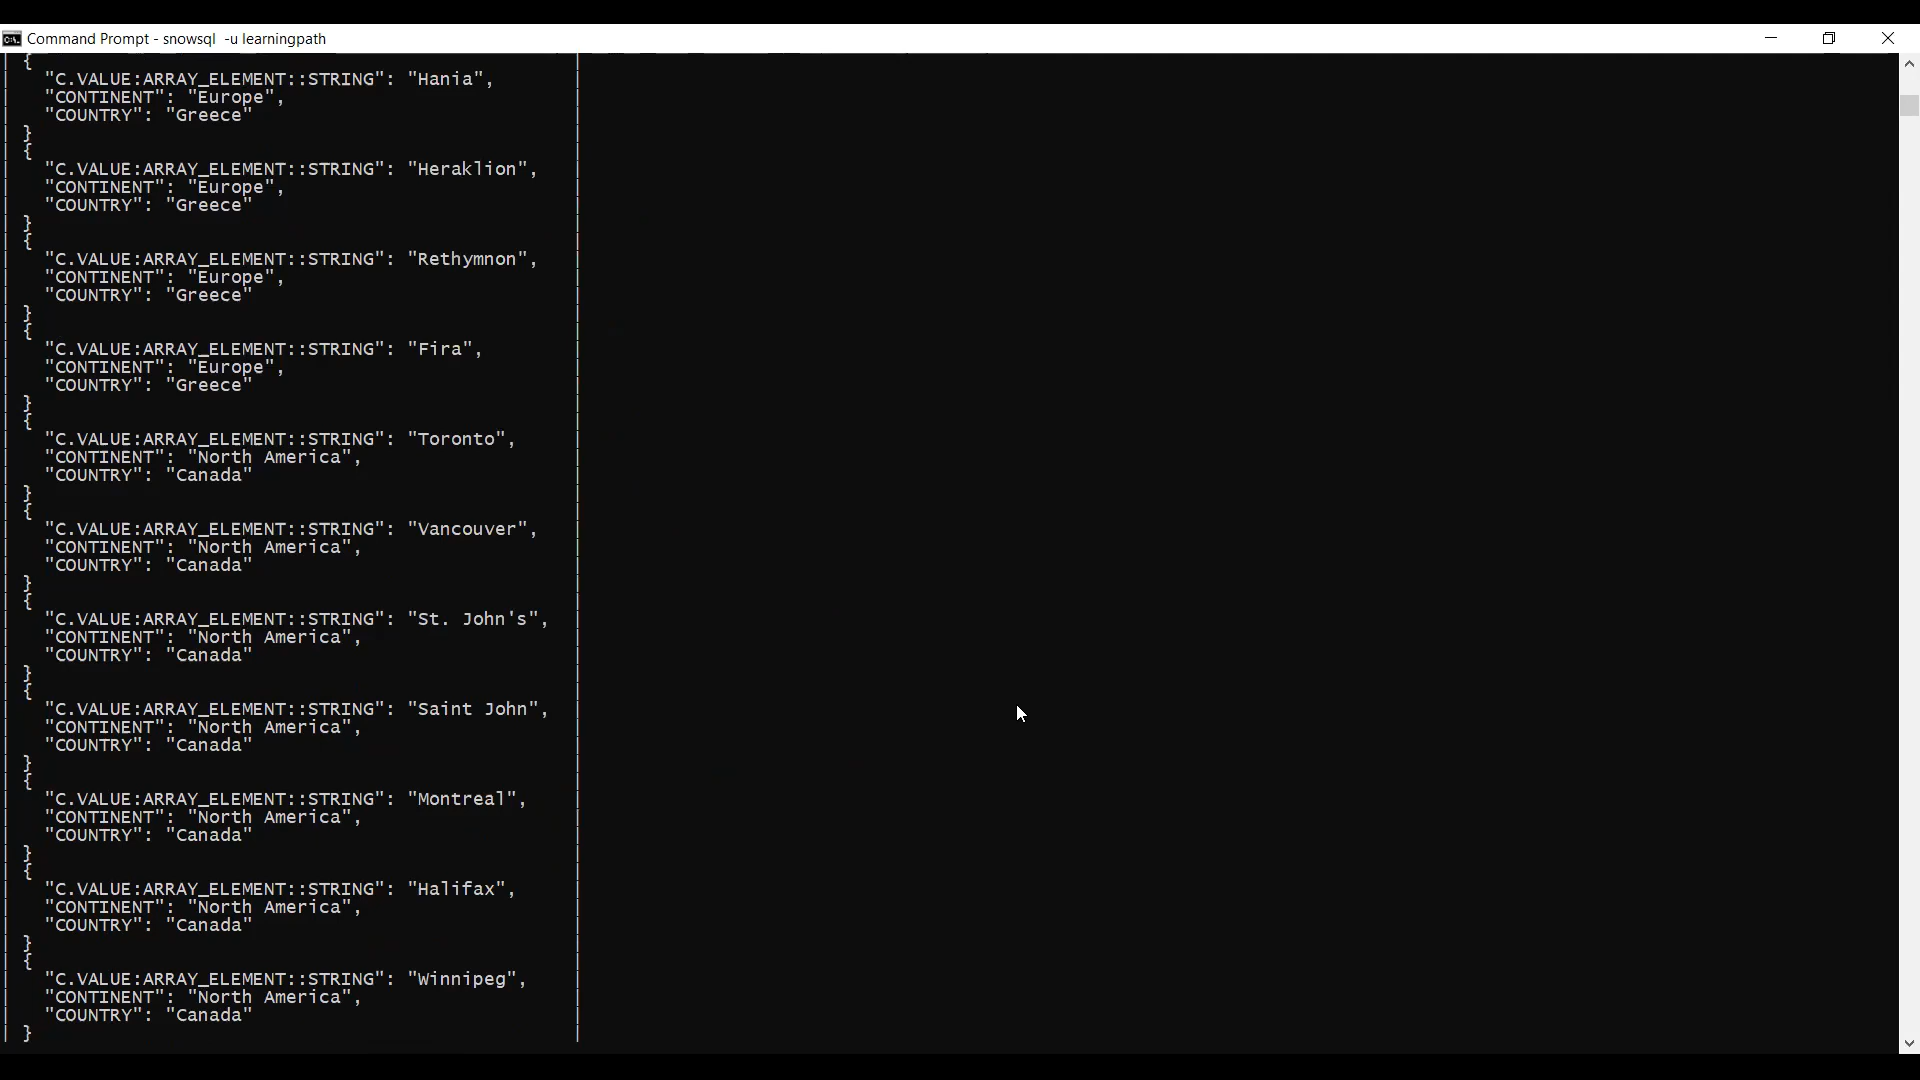 Command Prompt - snowsql  -u learningpath
| {                                                 |
|   "C.VALUE:ARRAY_ELEMENT::STRING": "Hania",
|   "CONTINENT": "Europe",
|   "COUNTRY": "Greece"
| }
| {
|   "C.VALUE:ARRAY_ELEMENT::STRING": "Heraklion",
|   "CONTINENT": "Europe",
|   "COUNTRY": "Greece"
| }
| {
|   "C.VALUE:ARRAY_ELEMENT::STRING": "Rethymnon",
|   "CONTINENT": "Europe",
|   "COUNTRY": "Greece"
| }
| {
|   "C.VALUE:ARRAY_ELEMENT::STRING": "Fira",
|   "CONTINENT": "Europe",
|   "COUNTRY": "Greece"
| }
| {
|   "C.VALUE:ARRAY_ELEMENT::STRING": "Toronto",
|   "CONTINENT": "North America",
|   "COUNTRY": "Canada"
| }
| {
|   "C.VALUE:ARRAY_ELEMENT::STRING": "Vancouver",
|   "CONTINENT": "North America",
|   "COUNTRY": "Canada"
| }
| {
|   "C.VALUE:ARRAY_ELEMENT::STRING": "St. John's",
|   "CONTINENT": "North America",
|   "COUNTRY": "Canada"
| }
| {
|   "C.VALUE:ARRAY_ELEMENT::STRING": "Saint John",
|   "CONTINENT": "North America",
|   "COUNTRY": "Canada"
| }
| {
|   "C.VALUE:ARRAY_ELEMENT::STRING": "Montreal",
|   "CONTINENT": "North America",
|   "COUNTRY": "Canada"
| }
| {
|   "C.VALUE:ARRAY_ELEMENT::STRING": "Halifax",
|   "CONTINENT": "North America",
|   "COUNTRY": "Canada"
| }
| {
|   "C.VALUE:ARRAY_ELEMENT::STRING": "Winnipeg",
|   "CONTINENT": "North America",
|   "COUNTRY": "Canada"
| }